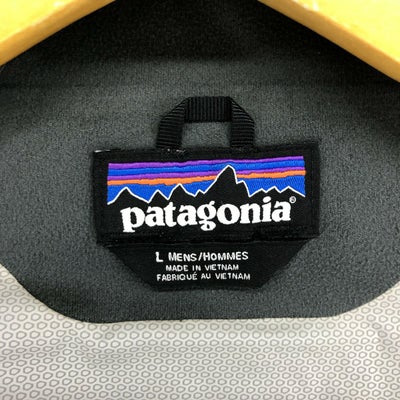 patagonia®
L MENS/HOMMES
MADE IN VIETNAM
FABRIQUÉ AU VIETNAM